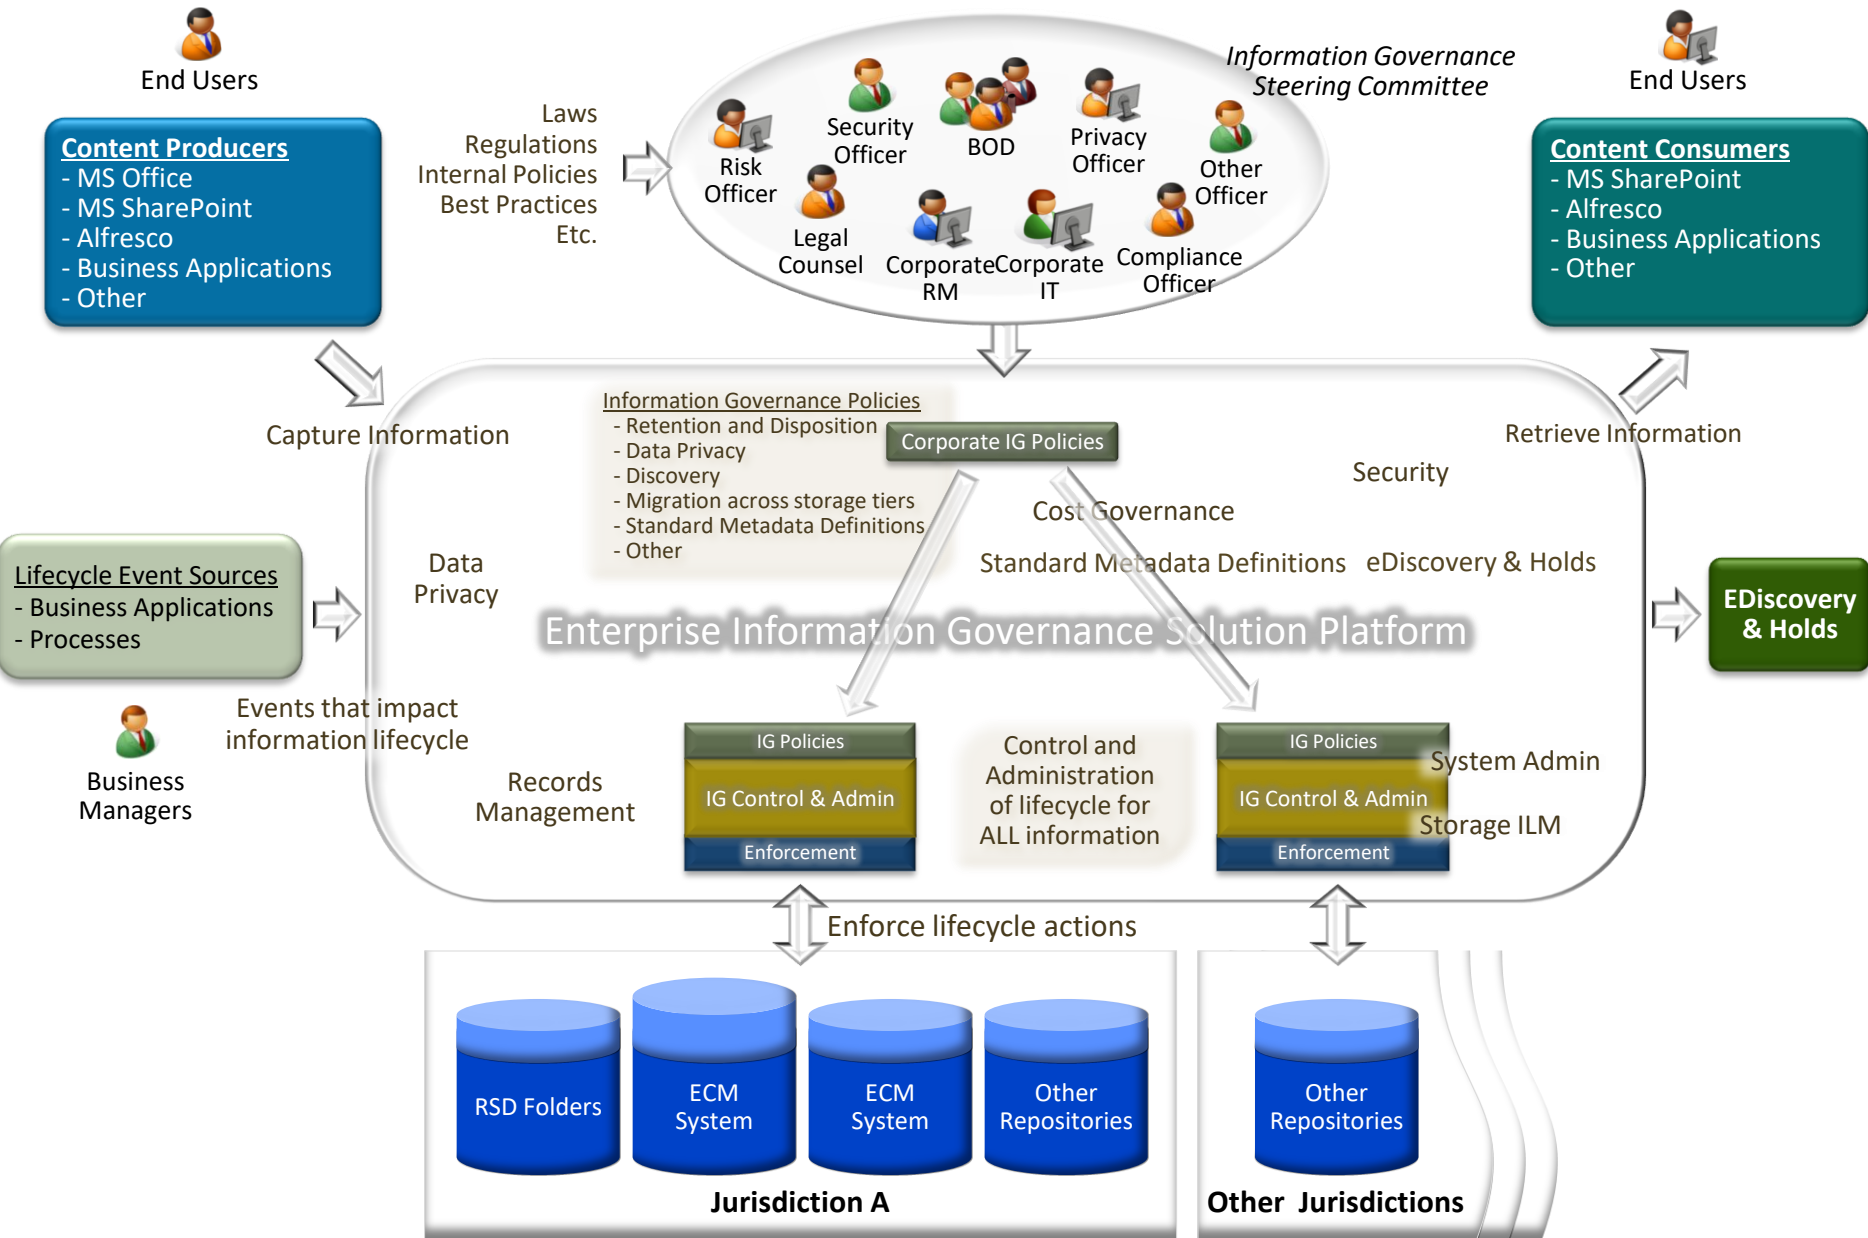 End Users
Content Producers
- MS Office
- MS SharePoint
- Alfresco
- Business Applications
- Other
Laws
Regulations
Internal Policies
Best Practices
Etc.
Information Governance
Steering Committee
Risk
Officer
Security
Officer
BOD
Privacy
Officer
Other
Officer
Legal
Counsel
Corporate
RM
Corporate
IT
Compliance
Officer
End Users
Content Consumers
- MS SharePoint
- Alfresco
- Business Applications
- Other
Capture Information
Information Governance Policies
- Retention and Disposition
- Data Privacy
- Discovery
- Migration across storage tiers
- Standard Metadata Definitions
- Other
Corporate IG Policies
Retrieve Information
Security
Cost Governance
Standard Metadata Definitions
eDiscovery & Holds
Data
Privacy
Lifecycle Event Sources
- Business Applications
- Processes
Enterprise Information Governance Solution Platform
EDiscovery
& Holds
Events that impact
information lifecycle
Business
Managers
Records
Management
IG Policies
IG Control & Admin
Enforcement
Control and
Administration
of lifecycle for
ALL information
IG Policies
IG Control & Admin
Enforcement
System Admin
Storage ILM
Enforce lifecycle actions
RSD Folders
ECM
System
ECM
System
Other
Repositories
Jurisdiction A
Other
Repositories
Other Jurisdictions